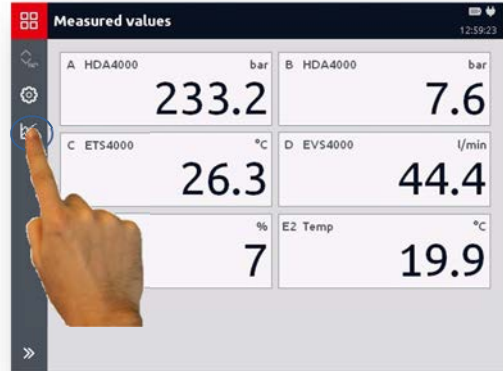 Measured values
12:59:23
A HDA4000 bar
233.2
B HDA4000 bar
7.6
C ETS4000 °C
26.3
D EVS4000 l/min
44.4
%
7
E2 Temp °C
19.9